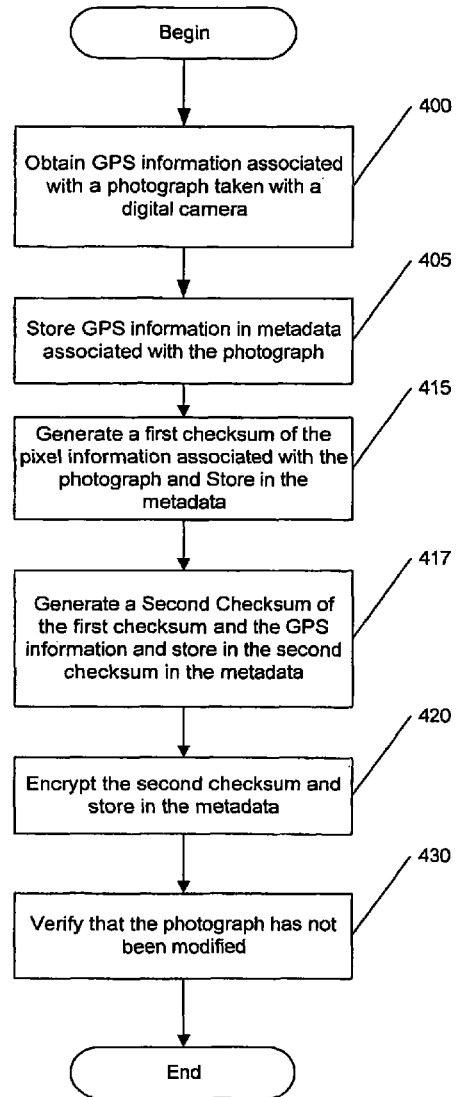 Begin
400
Obtain GPS information associated
with a photograph taken with a
digital camera
405
Store GPS information in metadata
associated with the photograph
415
Generate a first checksum of the
pixel information associated with the
photograph and Store in the
metadata
417
Generate a Second Checksum of
the first checksum and the GPS
information and store in the second
checksum in the metadata
420
Encrypt the second checksum and
store in the metadata
430
Verify that the photograph has not
been modified
End